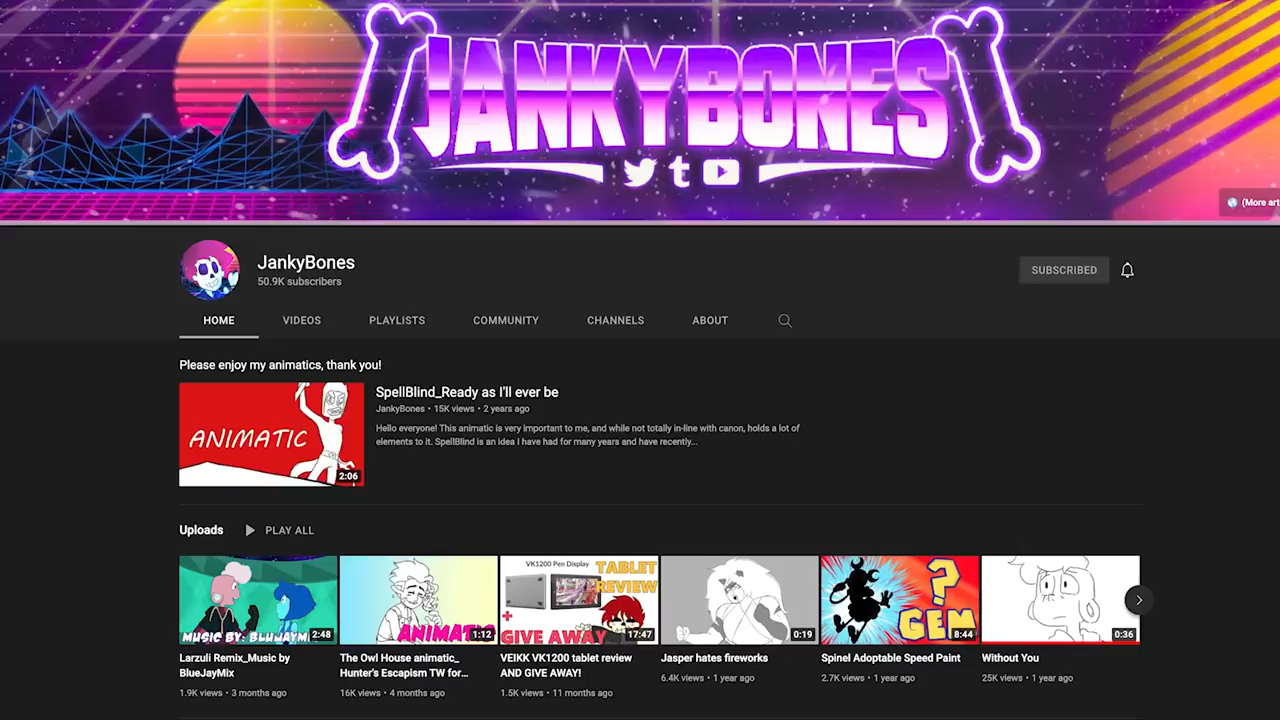 JANKYBONES
(More art
JankyBones
50.9K subscribers
SUBSCRIBED
HOME
VIDEOS
PLAYLISTS
COMMUNITY
CHANNELS
ABOUT
Please enjoy my animatics, thank you!
ANIMATIC
2:06
SpellBlind_Ready as I'll ever be
JankyBones • 15K views • 2 years ago
Hello everyone! This animatic is very important to me, and while not totally in-line with canon, holds a lot of
elements to it. SpellBlind is an idea I have had for many years and have recently...
Uploads
PLAY ALL
MUSIC BY: BLUJAYM
2:48
Larzuli Remix_Music by
BlueJayMix
1.9K views • 3 months ago
ANIMATI
1:12
The Owl House animatic_
Hunter's Escapism TW for...
16K views • 4 months ago
VK1200 Pen Display
TABLET
REVIEW
+
GIVE AWAY
17:47
VEIKK VK1200 tablet review
AND GIVE AWAY!
1.5K views • 11 months ago
0:19
Jasper hates fireworks
6.4K views • 1 year ago
?
GEM
8:44
Spinel Adoptable Speed Paint
2.7K views • 1 year ago
0:36
Without You
25K views • 1 year ago